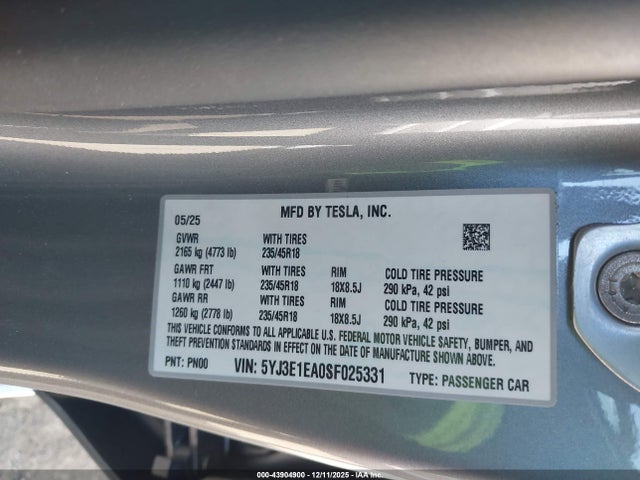 MFD BY TESLA, INC.
05/25
GVWR WITH TIRES
2165 kg (4773 lb) 235/45R18
GAWR FRT WITH TIRES RIM COLD TIRE PRESSURE
1110 kg (2447 lb) 235/45R18 18X8.5J 290 kPa, 42 psi
GAWR RR WITH TIRES RIM COLD TIRE PRESSURE
1260 kg (2778 lb) 235/45R18 18X8.5J 290 kPa, 42 psi
THIS VEHICLE CONFORMS TO ALL APPLICABLE U.S. FEDERAL MOTOR VEHICLE SAFETY, BUMPER, AND
THEFT PREVENTION STANDARDS IN EFFECT ON THE DATE OF MANUFACTURE SHOWN ABOVE.
PNT: PN00 VIN: 5YJ3E1EA0SF025331 TYPE: PASSENGER CAR
000-43904900 - 12/11/2025 - COPART.COM